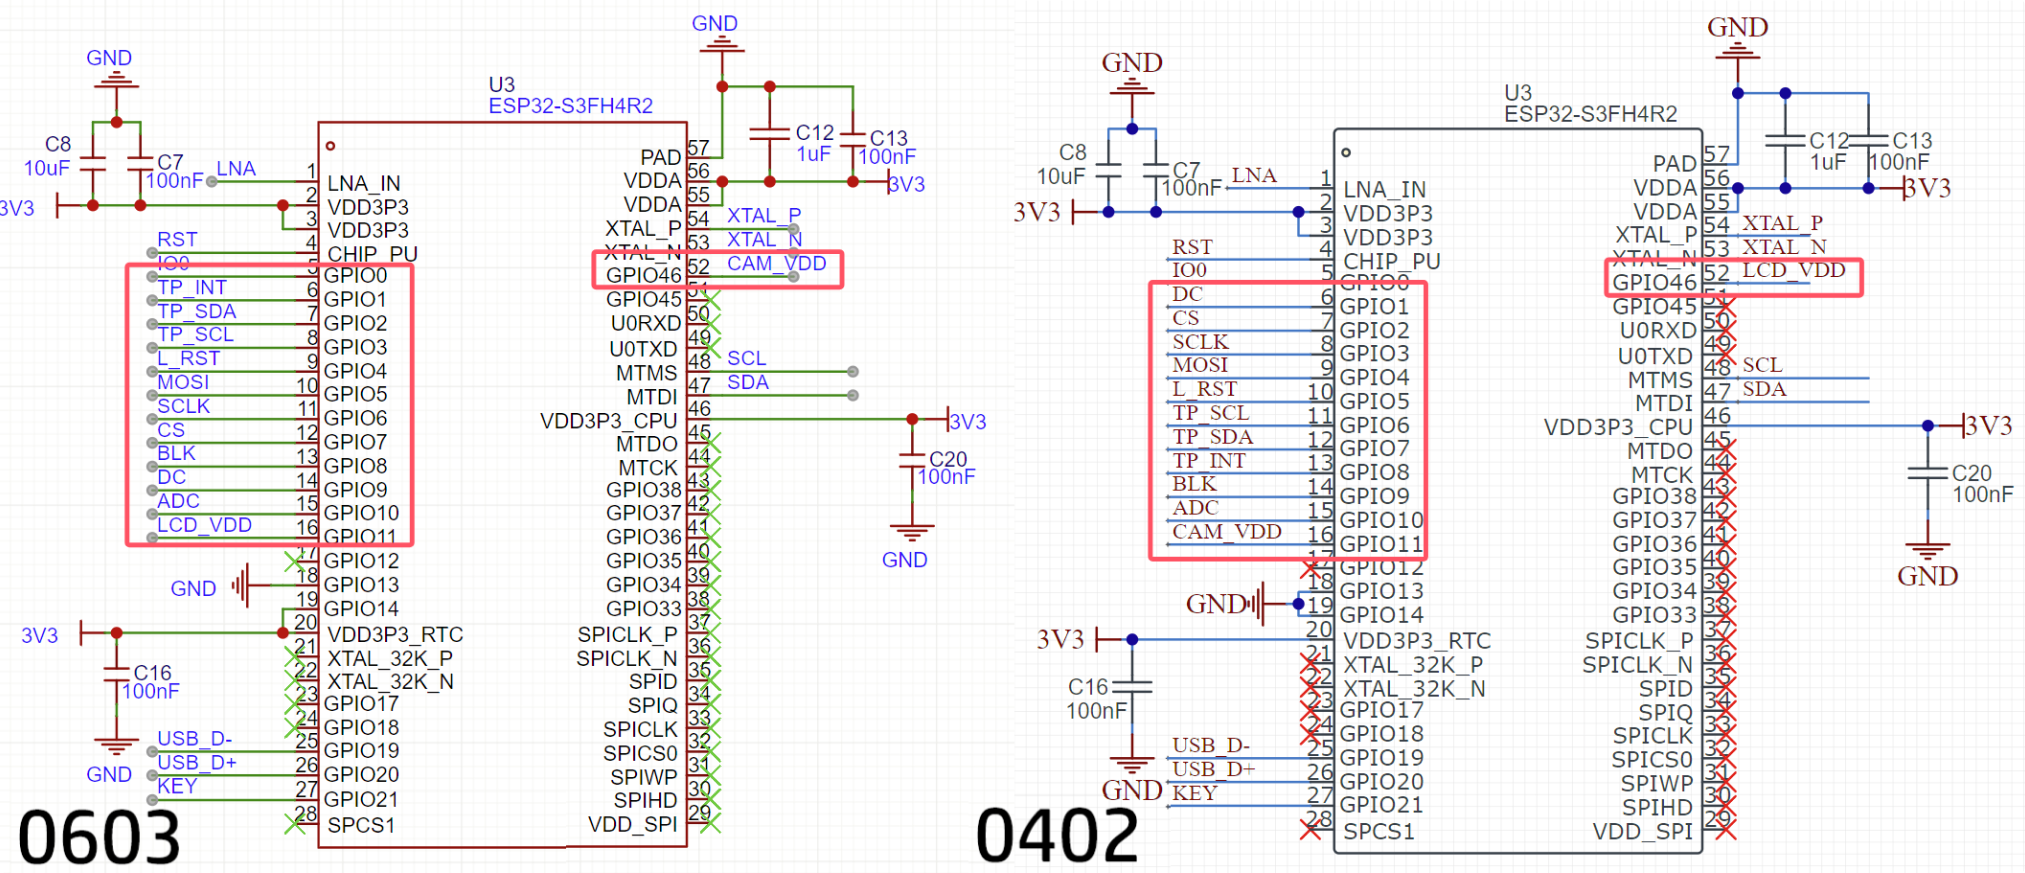 GND
GND
U3
ESP32-S3FH4R2
C8
10uF
C7
100nF
C12
1uF
C13
100nF
3V3
3V3
LNA
1 LNA_IN
2 VDD3P3
3 VDD3P3
RST 4 CHIP_PU
IO0 5 GPIO0
TP_INT 6 GPIO1
TP_SDA 7 GPIO2
TP_SCL 8 GPIO3
L_RST 9 GPIO4
MOSI 10 GPIO5
SCLK 11 GPIO6
CS 12 GPIO7
BLK 13 GPIO8
DC 14 GPIO9
ADC 15 GPIO10
LCD_VDD 16 GPIO11
17 GPIO12
GND 18 GPIO13
19 GPIO14
3V3 20 VDD3P3_RTC
21 XTAL_32K_P
22 XTAL_32K_N
23 GPIO17
24 GPIO18
USB_D- 25 GPIO19
USB_D+ 26 GPIO20
KEY 27 GPIO21
28 SPCS1
C16
100nF
GND
PAD 57
VDDA 56
VDDA 55
XTAL_P 54 XTAL_P
XTAL_N 53 XTAL_N
GPIO46 52 CAM_VDD
GPIO45 51
U0RXD 50
U0TXD 49
MTMS 48 SCL
MTDI 47 SDA
VDD3P3_CPU 46 3V3
MTDO 45
MTCK 44
GPIO38 43
GPIO37 42
GPIO36 41
GPIO35 40
GPIO34 39
GPIO33 38
SPICLK_P 37
SPICLK_N 36
SPID 35
SPIQ 34
SPICLK 33
SPICS0 32
SPIWP 31
SPIHD 30
VDD_SPI 29
C20
100nF
GND
0603
GND
GND
U3
ESP32-S3FH4R2
C8
10uF
C7
100nF
C12
1uF
C13
100nF
3V3
3V3
LNA
1 LNA_IN
2 VDD3P3
3 VDD3P3
RST 4 CHIP_PU
IO0 5 GPIO0
DC 6 GPIO1
CS 7 GPIO2
SCLK 8 GPIO3
MOSI 9 GPIO4
L_RST 10 GPIO5
TP_SCL 11 GPIO6
TP_SDA 12 GPIO7
TP_INT 13 GPIO8
BLK 14 GPIO9
ADC 15 GPIO10
CAM_VDD 16 GPIO11
17 GPIO12
GND 18 GPIO13
19 GPIO14
3V3 20 VDD3P3_RTC
21 XTAL_32K_P
22 XTAL_32K_N
23 GPIO17
24 GPIO18
USB_D- 25 GPIO19
USB_D+ 26 GPIO20
KEY 27 GPIO21
28 SPCS1
C16
100nF
GND
PAD 57
VDDA 56
VDDA 55
XTAL_P 54 XTAL_P
XTAL_N 53 XTAL_N
GPIO46 52 LCD_VDD
GPIO45 51
U0RXD 50
U0TXD 49
MTMS 48 SCL
MTDI 47 SDA
VDD3P3_CPU 46 3V3
MTDO 45
MTCK 44
GPIO38 43
GPIO37 42
GPIO36 41
GPIO35 40
GPIO34 39
GPIO33 38
SPICLK_P 37
SPICLK_N 36
SPID 35
SPIQ 34
SPICLK 33
SPICS0 32
SPIWP 31
SPIHD 30
VDD_SPI 29
C20
100nF
GND
0402